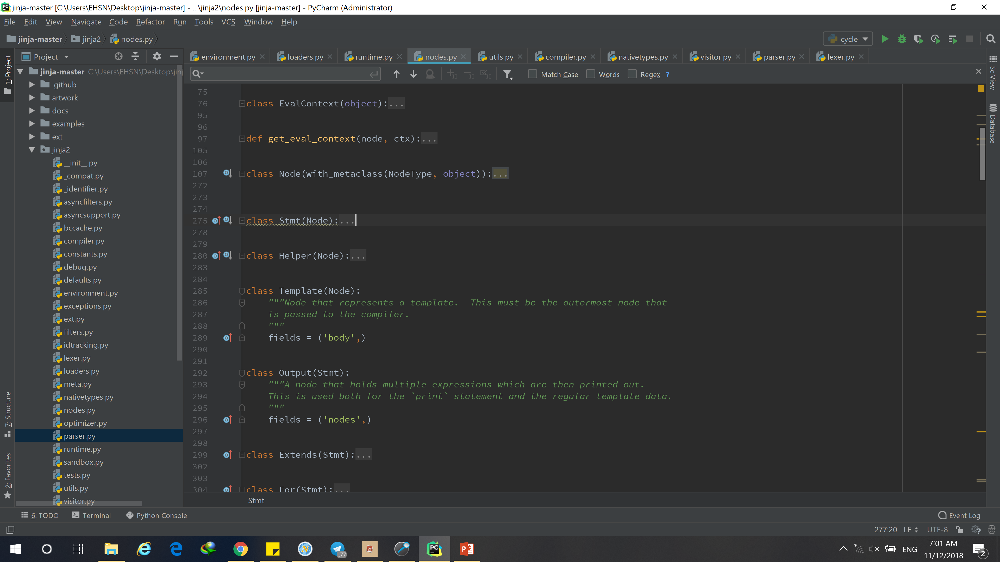 jinja-master [C:\Users\EHSN\Desktop\jinja-master] - ...\jinja2\nodes.py [jinja-master] - PyCharm (Administrator)
File Edit View Navigate Code Refactor Run Tools VCS Window Help
jinja-master jinja2 nodes.py cycle
Project
environment.py loaders.py runtime.py nodes.py utils.py compiler.py nativetypes.py visitor.py parser.py lexer.py
Match Case Words Regex ?
1: Project
7: Structure
2: Favorites
jinja-master C:\Users\EHSN\Desktop\jinj
.github
artwork
docs
examples
ext
jinja2
__init__.py
_compat.py
_identifier.py
asyncfilters.py
asyncsupport.py
bccache.py
compiler.py
constants.py
debug.py
defaults.py
environment.py
exceptions.py
ext.py
filters.py
idtracking.py
lexer.py
loaders.py
meta.py
nativetypes.py
nodes.py
optimizer.py
parser.py
runtime.py
sandbox.py
tests.py
utils.py
visitor.py
75
76 class EvalContext(object):...
95
96
97 def get_eval_context(node, ctx):...
105
106
107 class Node(with_metaclass(NodeType, object)):...
272
273
274
275 class Stmt(Node):...
278
279
280 class Helper(Node):...
283
284
285 class Template(Node):
286 """Node that represents a template.  This must be the outermost node that
287 is passed to the compiler.
288 """
289 fields = ('body',)
290
291
292 class Output(Stmt):
293 """A node that holds multiple expressions which are then printed out.
294 This is used both for the `print` statement and the regular template data.
295 """
296 fields = ('nodes',)
297
298
299 class Extends(Stmt):...
302
303
304 class For(Stmt):...
Stmt
SciView
Database
6: TODO Terminal Python Console Event Log
277:20 LF UTF-8
PC P ..77 ENG 7:01 AM
11/12/2018 2